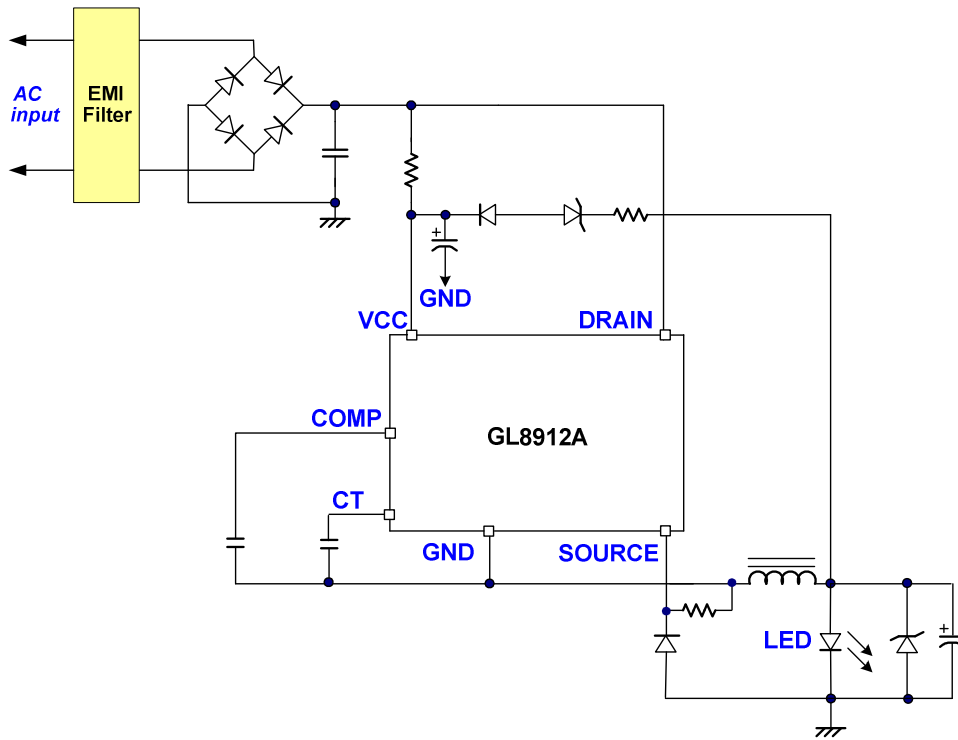 AC
input
EMI
Filter
+
GND
VCC
DRAIN
COMP
GL8912A
CT
GND
SOURCE
LED
+